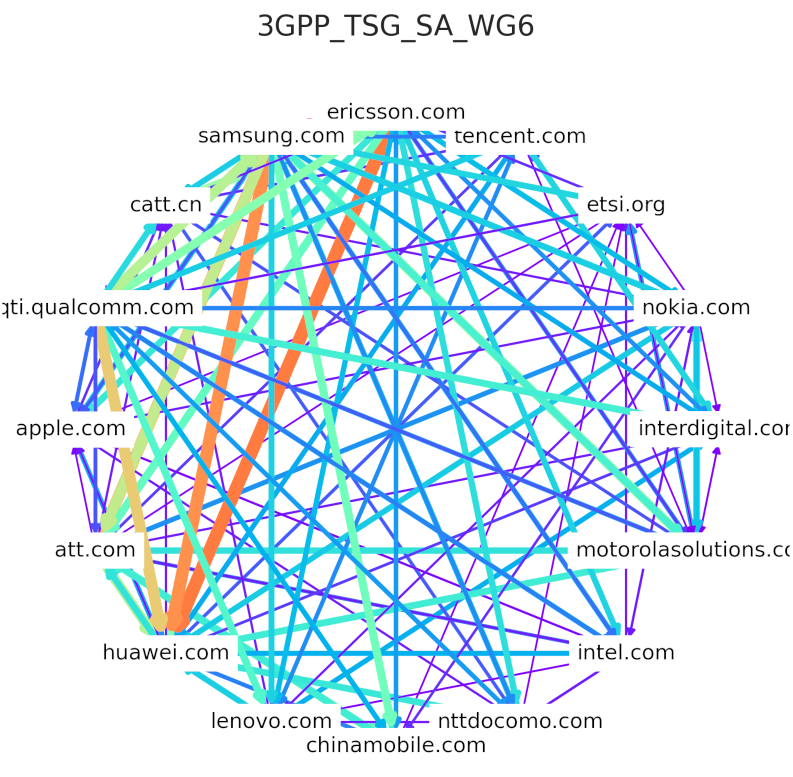 3GPP_TSG_SA_WG6
ericsson.com
samsung.com
tencent.com
catt.cn
etsi.org
qti.qualcomm.com
nokia.com
apple.com
interdigital.com
att.com
motorolasolutions.co
huawei.com
intel.com
lenovo.com
nttdocomo.com
chinamobile.com